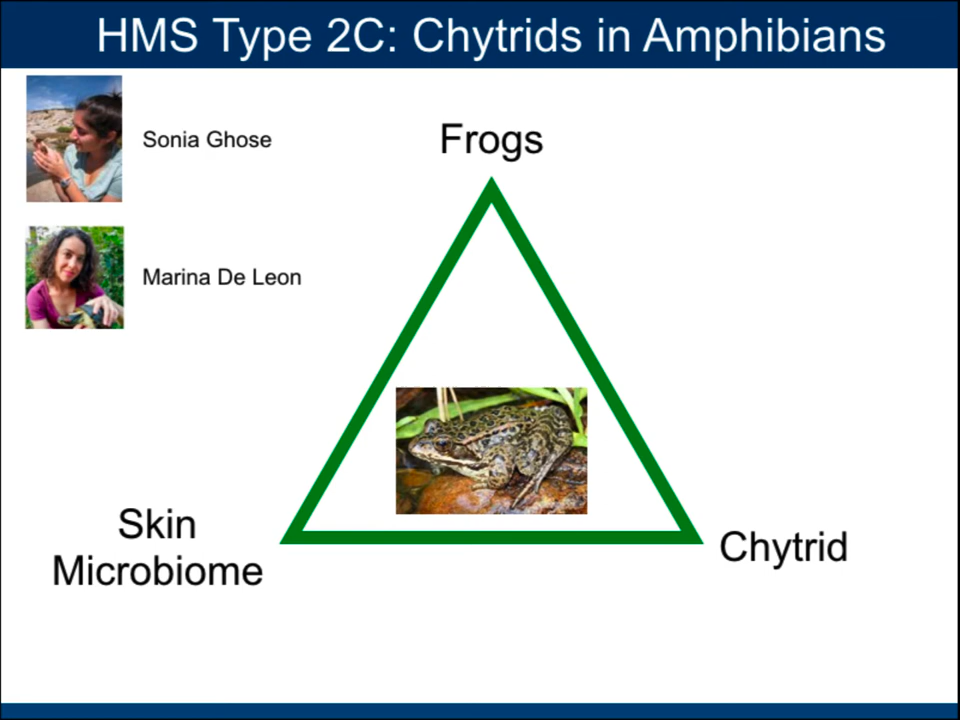 HMS Type 2C: Chytrids in Amphibians
Sonia Ghose
Frogs
Marina De Leon
Skin
Microbiome
Chytrid